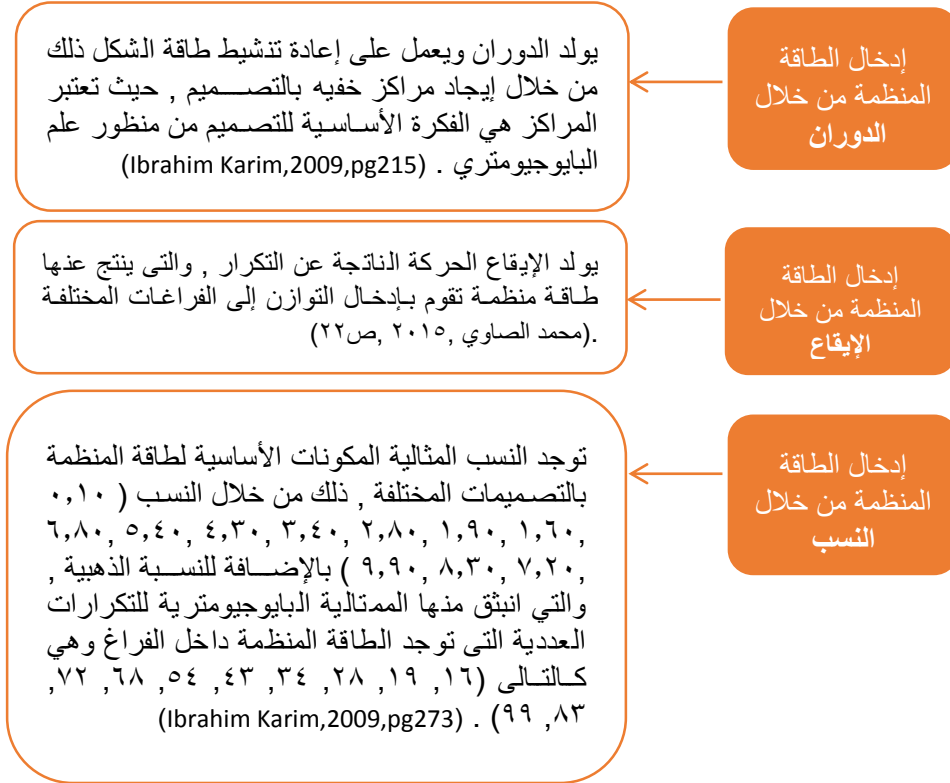 إدخال الطاقة
المنظمة من خلال
الدوران
يولد الدوران ويعمل على إعادة تنشيط طاقة الشكل ذلك
من خلال إيجاد مراكز خفيه بالتصميم , حيث تعتبر
المراكز هي الفكرة الأساسية للتصميم من منظور علم
البايوجيومتري . (Ibrahim Karim,2009,pg215)
إدخال الطاقة
المنظمة من خلال
الإيقاع
يولد الإيقاع الحركة الناتجة عن التكرار , والتى ينتج عنها
طاقة منظمة تقوم بإدخال التوازن إلى الفراغات المختلفة
.(محمد الصاوي ,٢٠١٥ ,ص٢٢)
إدخال الطاقة
المنظمة من خلال
النسب
توجد النسب المثالية المكونات الأساسية لطاقة المنظمة
بالتصميمات المختلفة , ذلك من خلال النسب ( ٠,١٠
,١,٦٠ ,١,٩٠ ,٢,٨٠ ,٣,٤٠ ,٤,٣٠ ,٥,٤٠ ,٦,٨٠
,٧,٢٠ ,٨,٣٠ ,٩,٩٠ ) بالإضافة للنسبة الذهبية ,
والتي انبثق منها الممتالية البايوجيومترية للتكرارات
العددية التى توجد الطاقة المنظمة داخل الفراغ وهي
كالتالى (١٦, ١٩, ٢٨, ٣٤, ٤٣, ٥٤, ٦٨, ٧٢,
٨٣, ٩٩) . (Ibrahim Karim,2009,pg273)